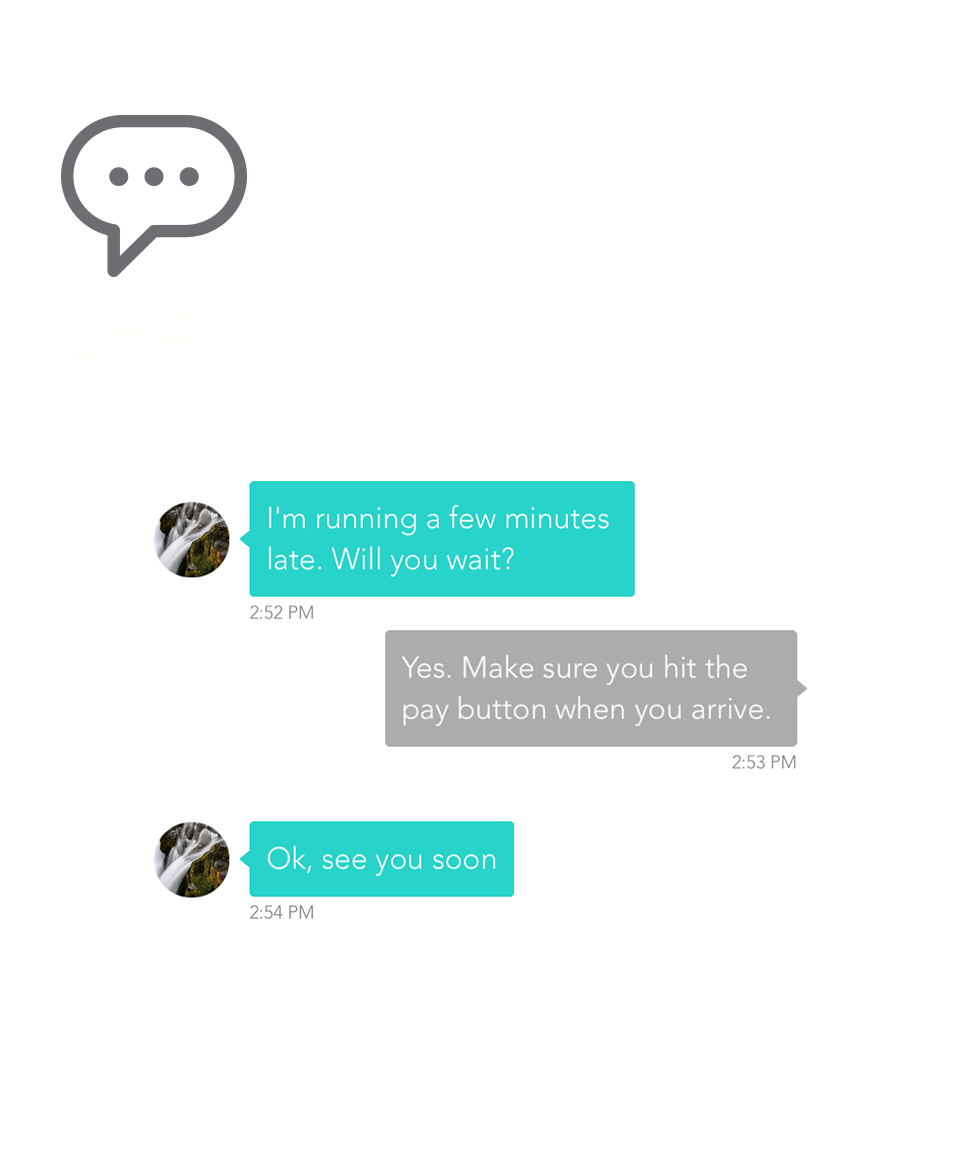 I'm running a few minutes
late. Will you wait?
2:52 PM
Yes. Make sure you hit the
pay button when you arrive.
2:53 PM
Ok, see you soon
2:54 PM